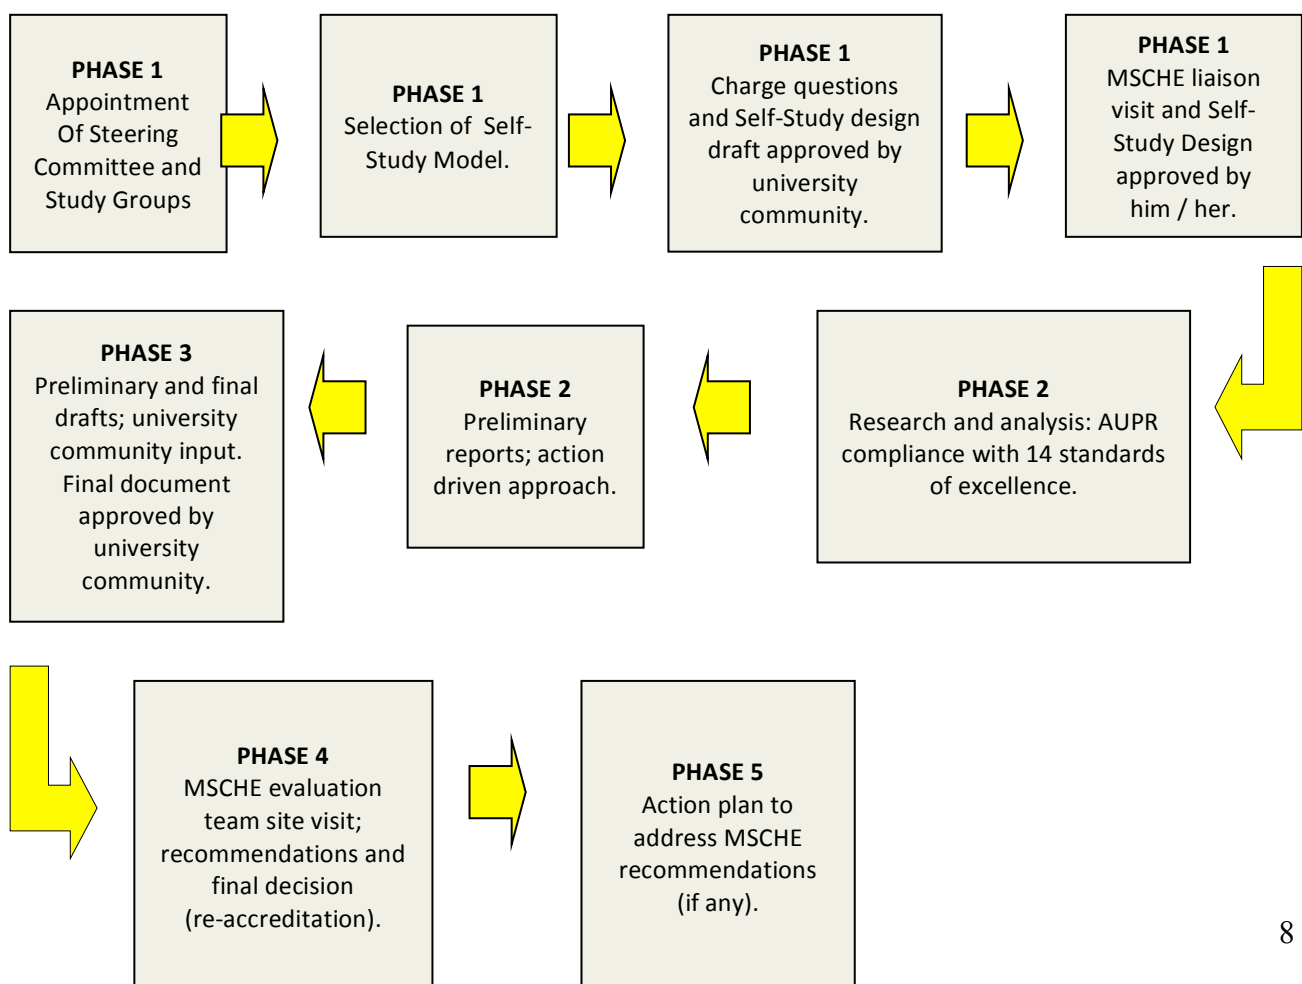 PHASE 1
Appointment
Of Steering
Committee and
Study Groups
PHASE 1
Selection of Self-
Study Model.
PHASE 1
Charge questions
and Self-Study design
draft approved by
university
community.
PHASE 1
MSCHE liaison
visit and Self-
Study Design
approved by
him / her.
PHASE 2
Research and analysis: AUPR
compliance with 14 standards
of excellence.
PHASE 2
Preliminary
reports; action
driven approach.
PHASE 3
Preliminary and final
drafts; university
community input.
Final document
approved by
university
community.
PHASE 4
MSCHE evaluation
team site visit;
recommendations and
final decision
(re-accreditation).
PHASE 5
Action plan to
address MSCHE
recommendations
(if any).
8